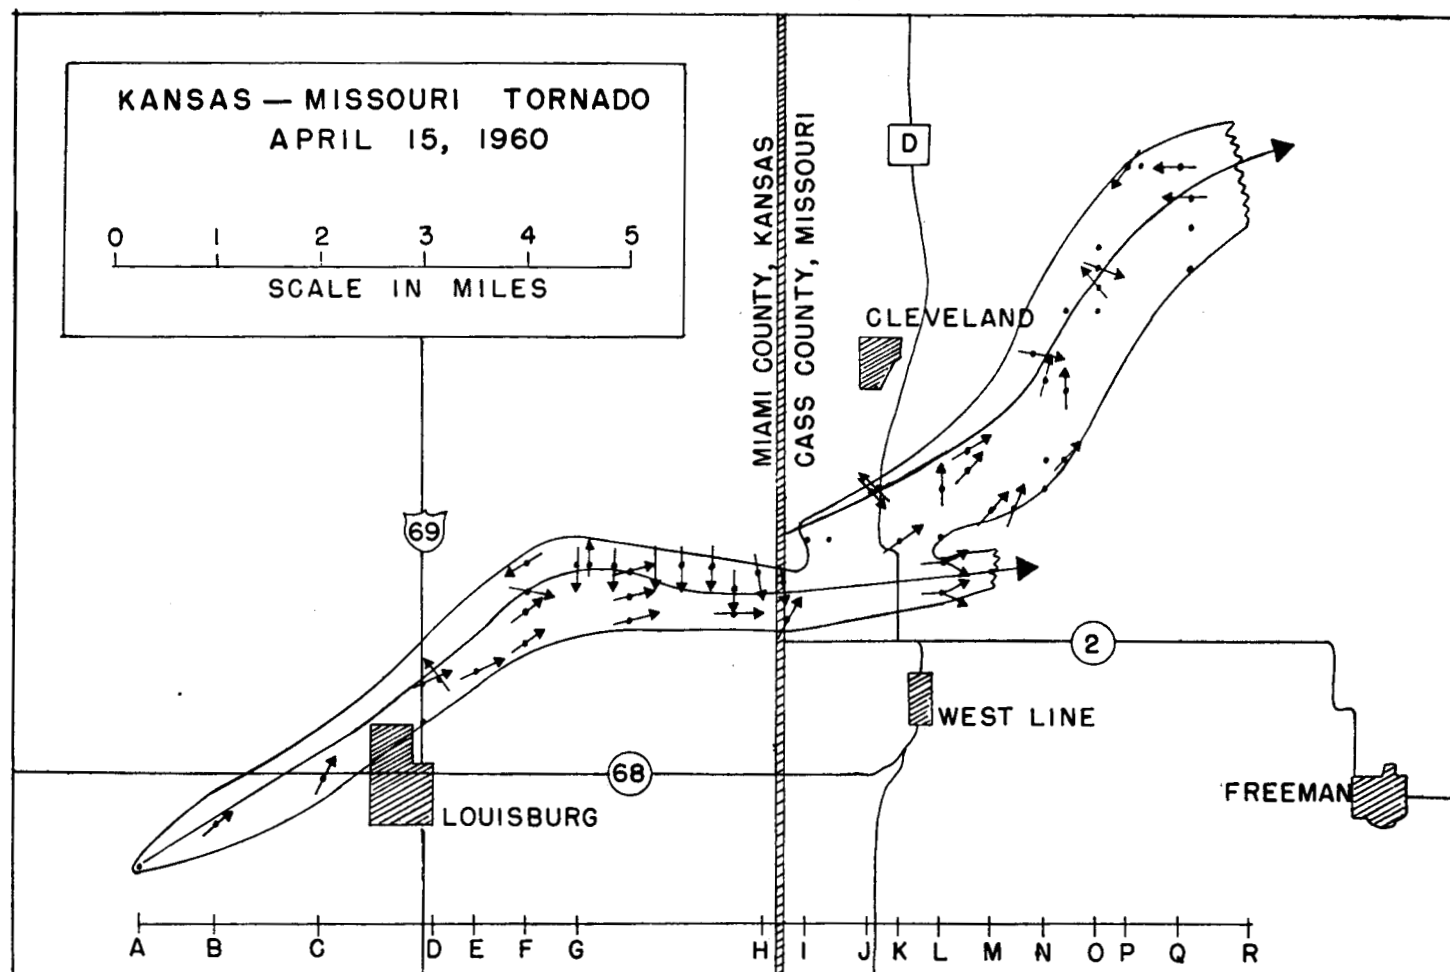 KANSAS — MISSOURI TORNADO
APRIL 15, 1960
0 1 2 3 4 5
SCALE IN MILES
MIAMI COUNTY, KANSAS
CASS COUNTY, MISSOURI
D
CLEVELAND
69
2
WEST LINE
68
LOUISBURG
FREEMAN
A B C D E F G H I J K L M N O P Q R